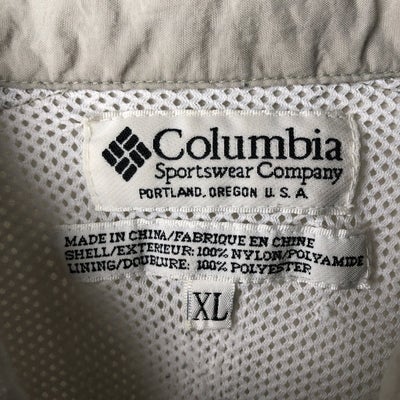 Columbia
Sportswear Company
PORTLAND, OREGON U. S. A.
MADE IN CHINA/FABRIQUE EN CHINE
SHELL/EXTERIEUR: 100% NYLON/POLYAMIDE
LINING/DOUBLURE: 100% POLYESTER
XL